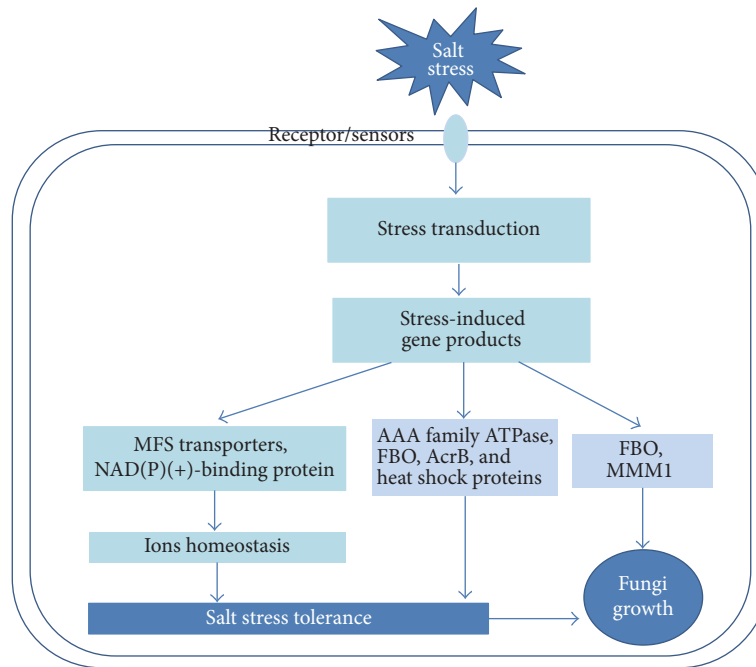 Salt
stress
Receptor/sensors
Stress transduction
Stress-induced
gene products
MFS transporters,
NAD(P)(+)-binding protein
AAA family ATPase,
FBO, AcrB, and
heat shock proteins
FBO,
MMM1
Ions homeostasis
Salt stress tolerance
Fungi
growth